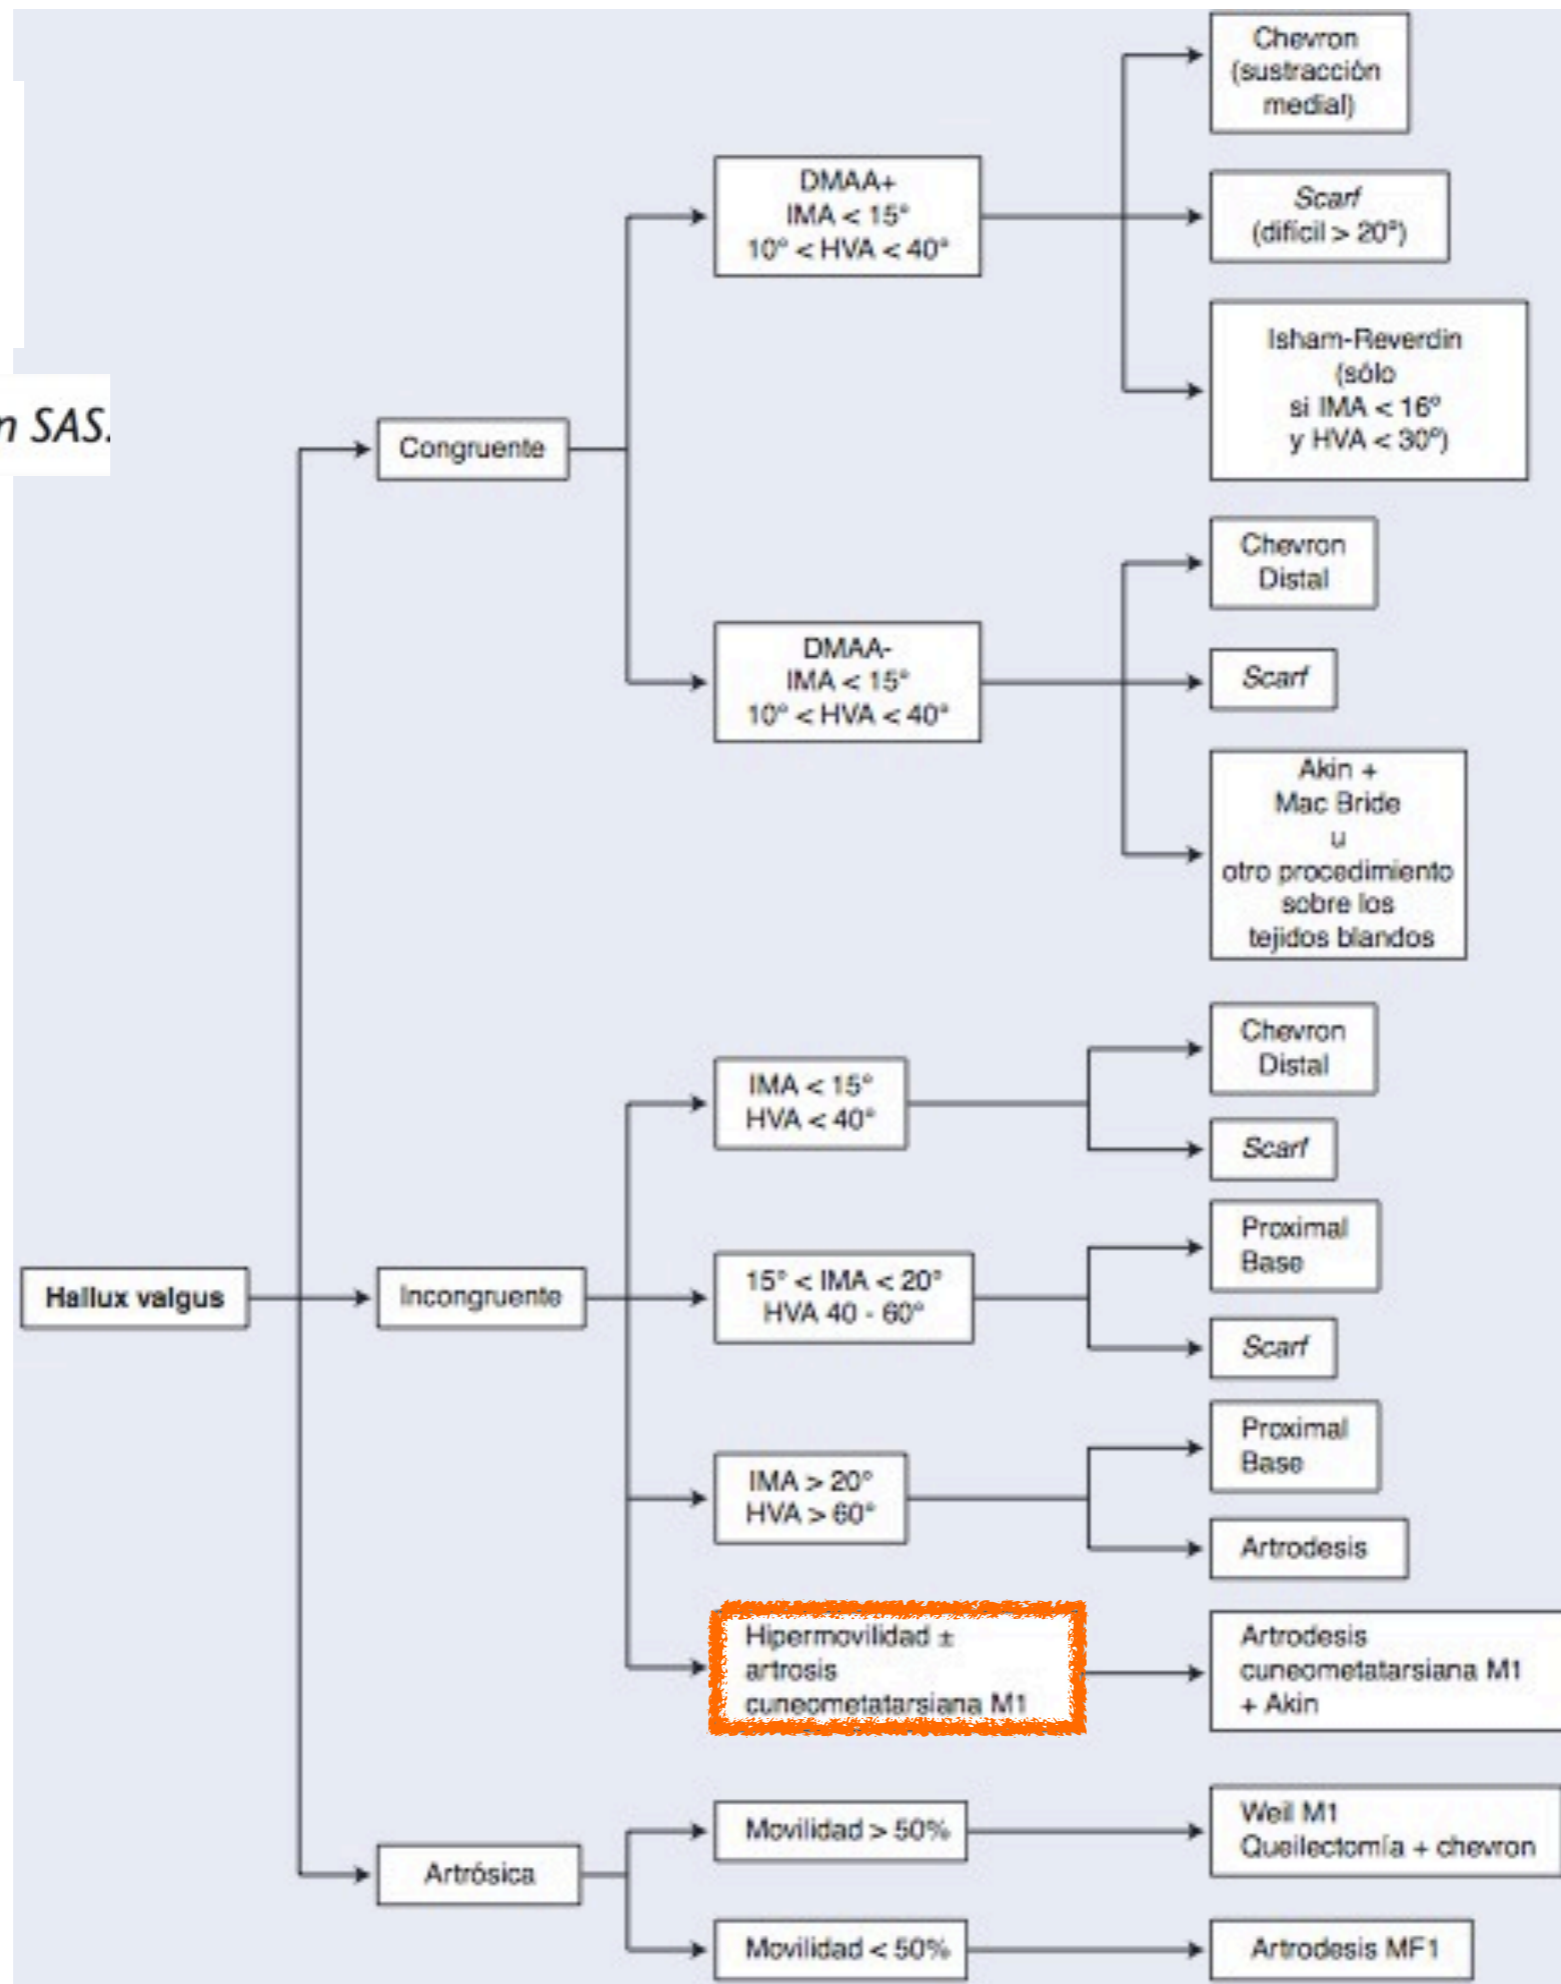 n SAS.
Hallux valgus
Congruente
DMAA+
IMA < 15°
10° < HVA < 40°
Chevron
(sustracción
medial)
Scarf
(difícil > 20°)
Isham-Reverdin
(sólo
si IMA < 16°
y HVA < 30°)
DMAA-
IMA < 15°
10° < HVA < 40°
Chevron
Distal
Scarf
Akin +
Mac Bride
u
otro procedimiento
sobre los
tejidos blandos
Incongruente
IMA < 15°
HVA < 40°
Chevron
Distal
Scarf
15° < IMA < 20°
HVA 40 - 60°
Proximal
Base
Scarf
IMA > 20°
HVA > 60°
Proximal
Base
Artrodesis
Hipermovilidad ±
artrosis
cuneometatarsiana M1
Artrodesis
cuneometatarsiana M1
+ Akin
Artrósica
Movilidad > 50%
Weil M1
Queilectomía + chevron
Movilidad < 50%
Artrodesis MF1